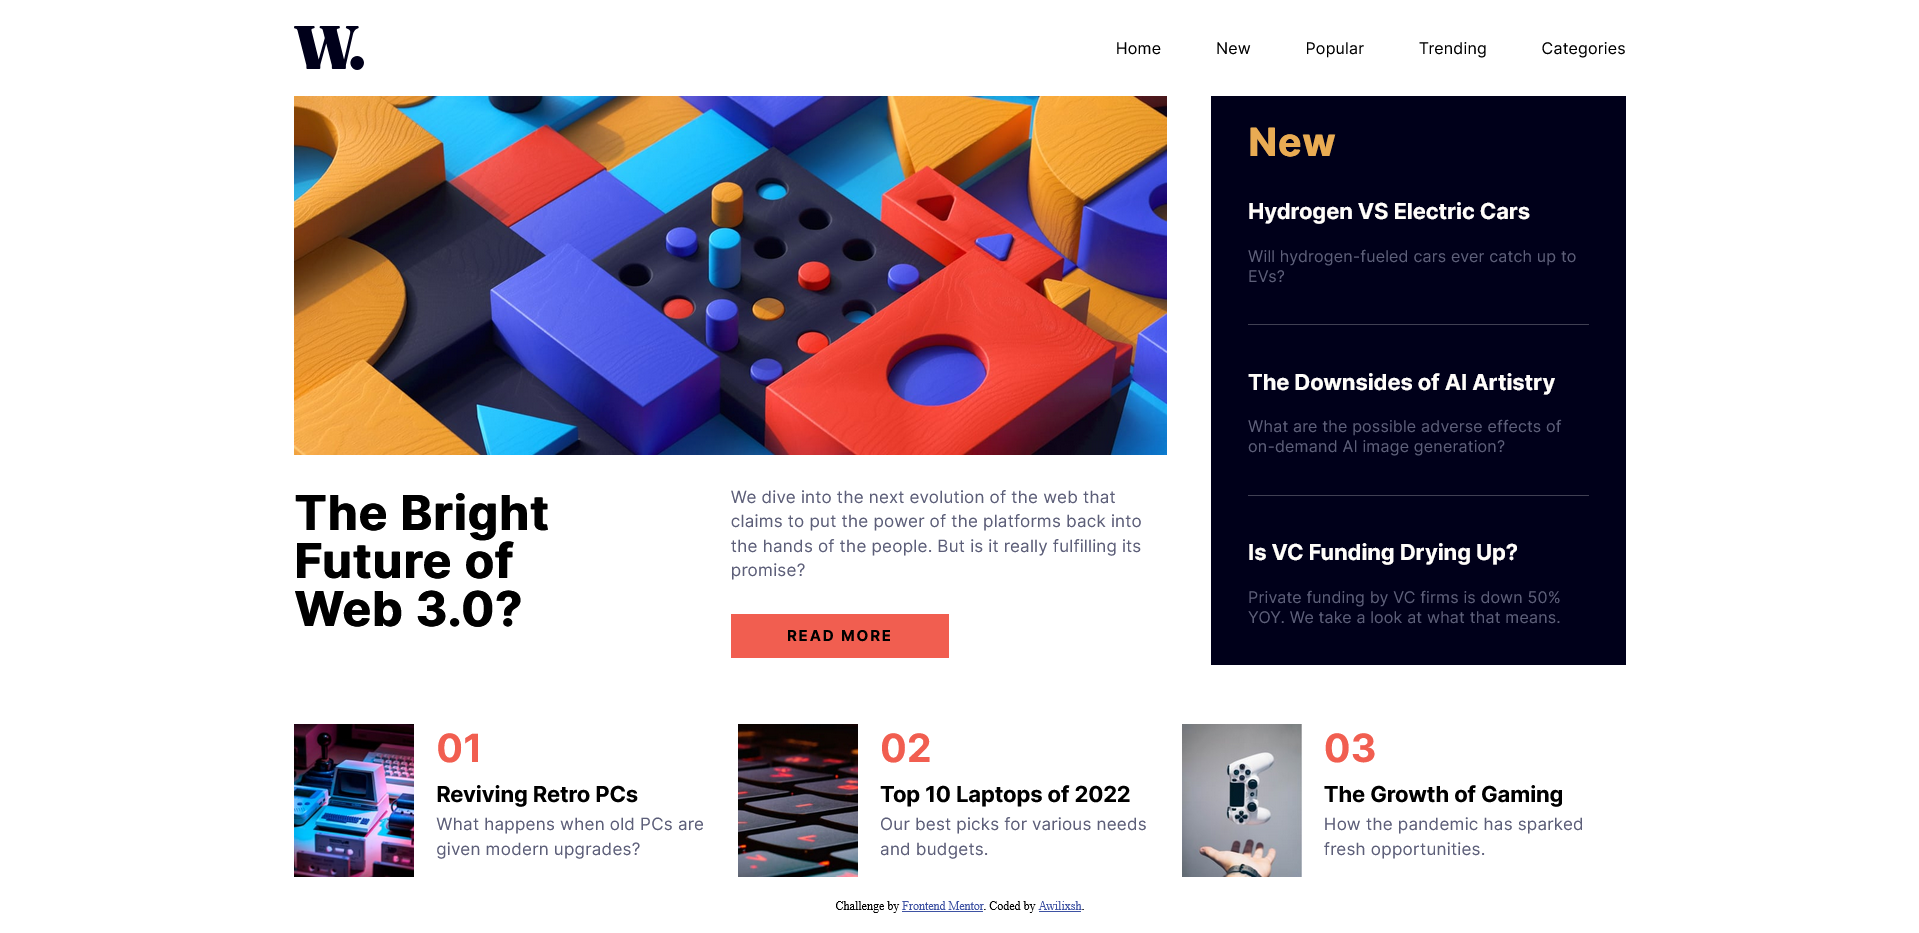 W.
Home New Popular Trending Categories
New
Hydrogen VS Electric Cars
Will hydrogen-fueled cars ever catch up to
EVs?
The Downsides of AI Artistry
What are the possible adverse effects of
on-demand AI image generation?
Is VC Funding Drying Up?
Private funding by VC firms is down 50%
YOY. We take a look at what that means.
The Bright
Future of
Web 3.0?
We dive into the next evolution of the web that
claims to put the power of the platforms back into
the hands of the people. But is it really fulfilling its
promise?
READ MORE
01
Reviving Retro PCs
What happens when old PCs are
given modern upgrades?
02
Top 10 Laptops of 2022
Our best picks for various needs
and budgets.
03
The Growth of Gaming
How the pandemic has sparked
fresh opportunities.
Challenge by Frontend Mentor. Coded by Awilixsh.